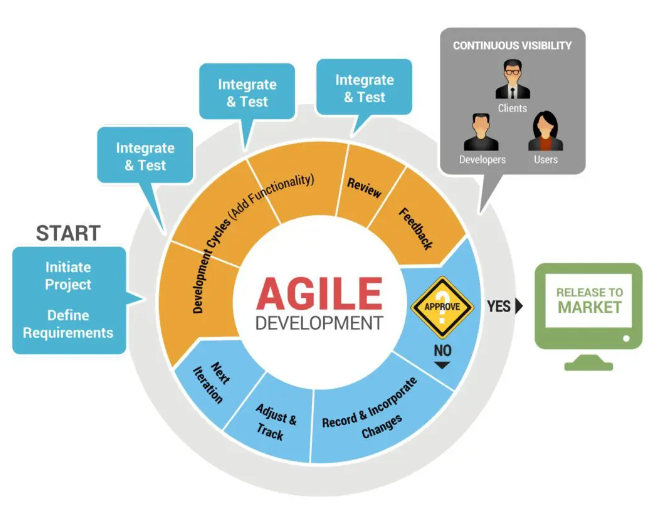 START
Initiate
Project
Define
Requirements
Integrate
& Test
Integrate
& Test
Integrate
& Test
CONTINUOUS VISIBILITY
Clients
Developers
Users
Development Cycles (Add Functionality)
Review
Feedback
AGILE
DEVELOPMENT
?
APPROVE
YES
NO
RELEASE TO
MARKET
Record & Incorporate
Changes
Adjust &
Track
Next
Iteration